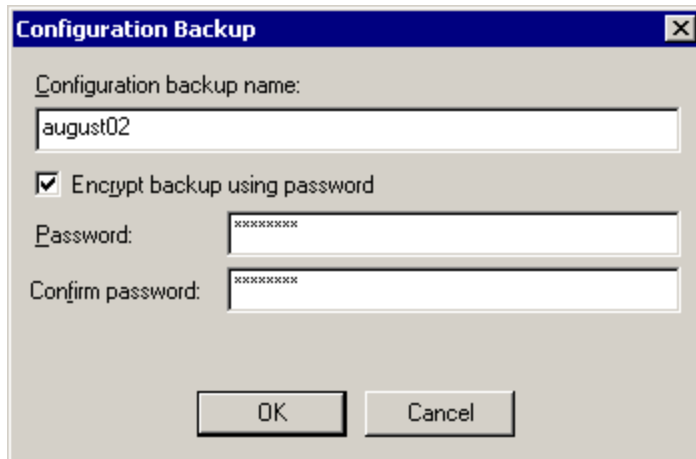 Configuration Backup
Configuration backup name:
august02
Encrypt backup using password
Password: ********
Confirm password: ********
OK Cancel